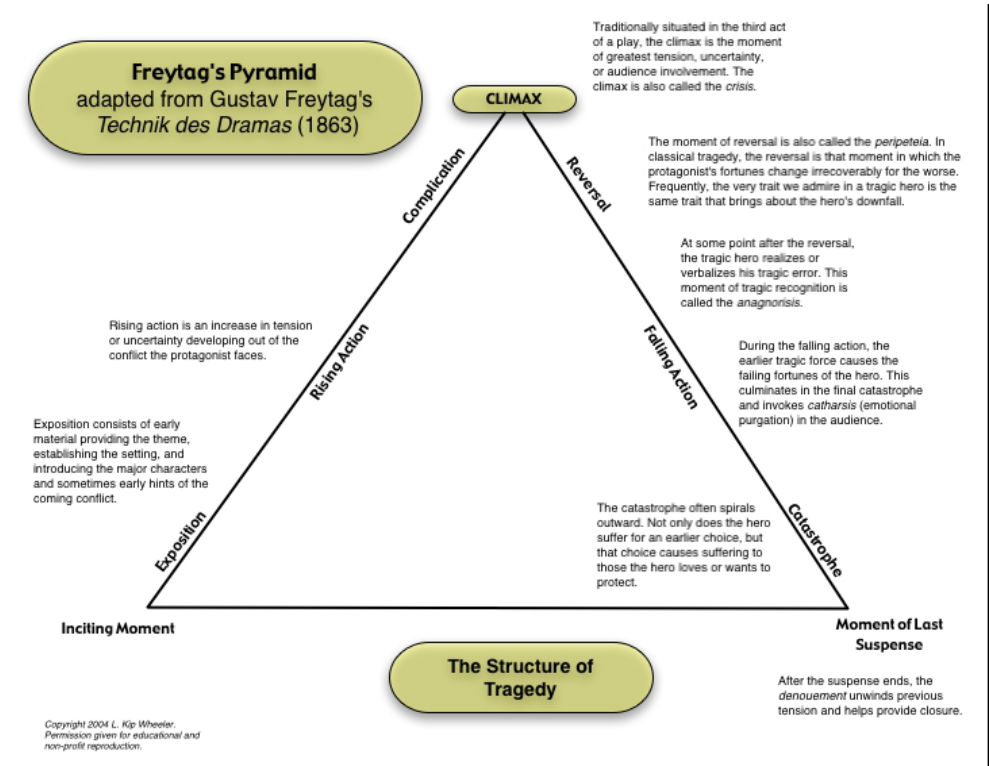 Freytag's Pyramid
adapted from Gustav Freytag's
Technik des Dramas (1863)
Traditionally situated in the third act
of a play, the climax is the moment
of greatest tension, uncertainty,
or audience involvement. The
climax is also called the crisis.
CLIMAX
Complication
Reversal
The moment of reversal is also called the peripeteia. In
classical tragedy, the reversal is that moment in which the
protagonist's fortunes change irrecoverably for the worse.
Frequently, the very trait we admire in a tragic hero is the
same trait that brings about the hero's downfall.
At some point after the reversal,
the tragic hero realizes or
verbalizes his tragic error. This
moment of tragic recognition is
called the anagnorisis.
Rising action is an increase in tension
or uncertainty developing out of the
conflict the protagonist faces.
Rising Action
Falling Action
During the falling action, the
earlier tragic force causes the
failing fortunes of the hero. This
culminates in the final catastrophe
and invokes catharsis (emotional
purgation) in the audience.
Exposition consists of early
material providing the theme,
establishing the setting, and
introducing the major characters
and sometimes early hints of the
coming conflict.
Exposition
The catastrophe often spirals
outward. Not only does the hero
suffer for an earlier choice, but
that choice causes suffering to
those the hero loves or wants to
protect.
Catastrophe
Inciting Moment
Moment of Last
Suspense
The Structure of
Tragedy
After the suspense ends, the
denouement unwinds previous
tension and helps provide closure.
Copyright 2004 L. Kip Wheeler.
Permission given for educational and
non-profit reproduction.